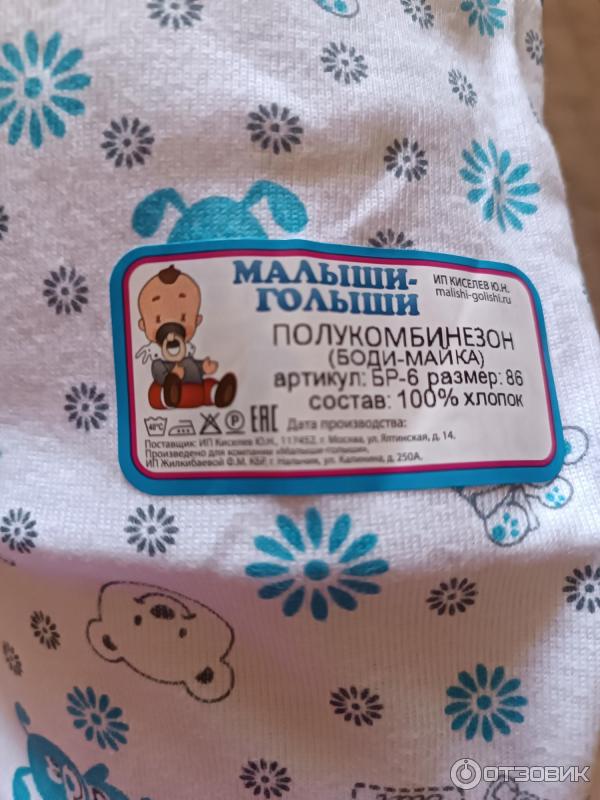 МАЛЫШИ-
ГОЛЫШИ
ИП КИСЕЛЕВ Ю.Н.
malishi-golishi.ru
ПОЛУКОМБИНЕЗОН
(БОДИ-МАЙКА)
артикул: БР-6 размер: 86
состав: 100% хлопок
40°С EAC Дата производства:
Поставщик: ИП Киселев Ю.Н., 117452, г. Москва, ул. Ялтинская, д. 14.
Произведено для компании «Малыши-голыши».
ИП Жилкибаевой Ф.М. КБР, г. Нальчик, ул. Калинина, д. 250А.
ОТЗОВИК